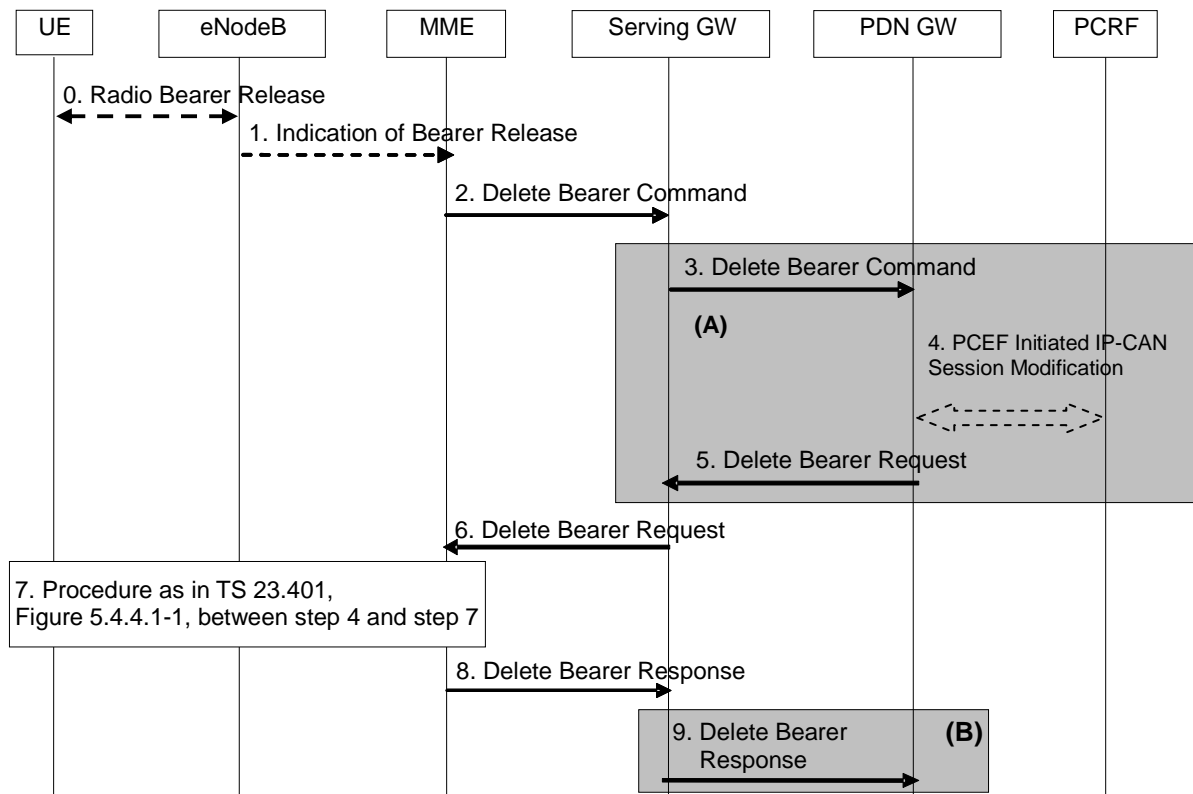 UE
eNodeB
MME
Serving GW
PDN GW
PCRF
0. Radio Bearer Release
1. Indication of Bearer Release
2. Delete Bearer Command
3. Delete Bearer Command
(A)
4. PCEF Initiated IP-CAN
Session Modification
5. Delete Bearer Request
6. Delete Bearer Request
7. Procedure as in TS 23.401,
Figure 5.4.4.1-1, between step 4 and step 7
8. Delete Bearer Response
9. Delete Bearer
Response
(B)